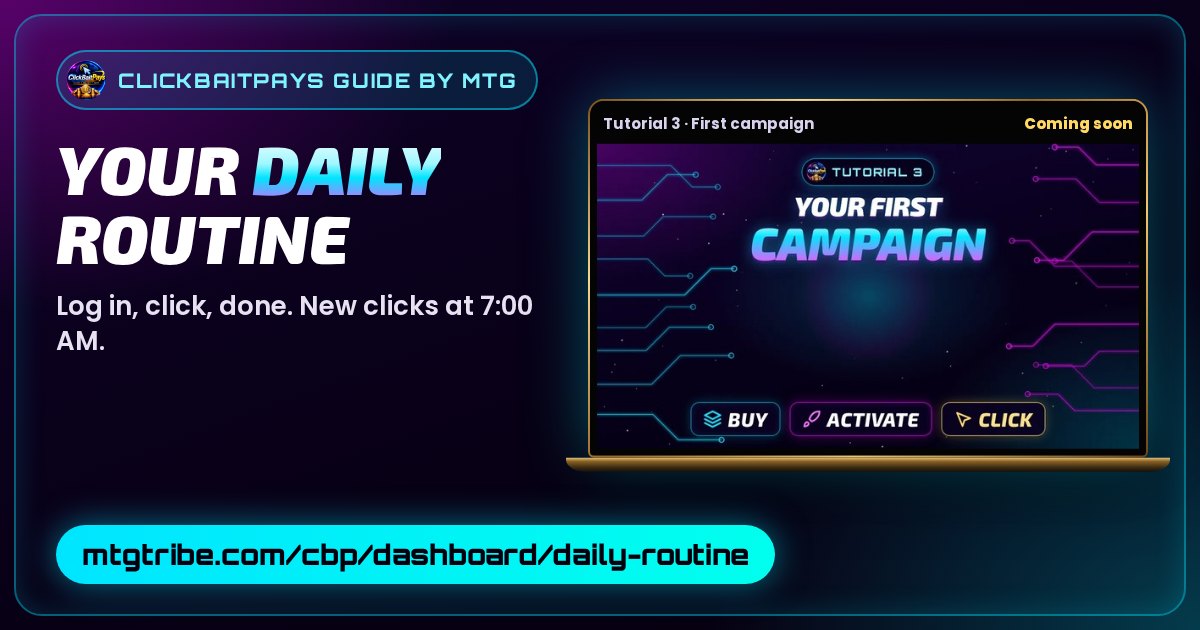 ClickBaitPays
CLICKBAITPAYS GUIDE BY MTG
YOUR DAILY
ROUTINE
Log in, click, done. New clicks at 7:00
AM.
Tutorial 3 · First campaign
Coming soon
TUTORIAL 3
YOUR FIRST
CAMPAIGN
BUY
ACTIVATE
CLICK
mtgtribe.com/cbp/dashboard/daily-routine